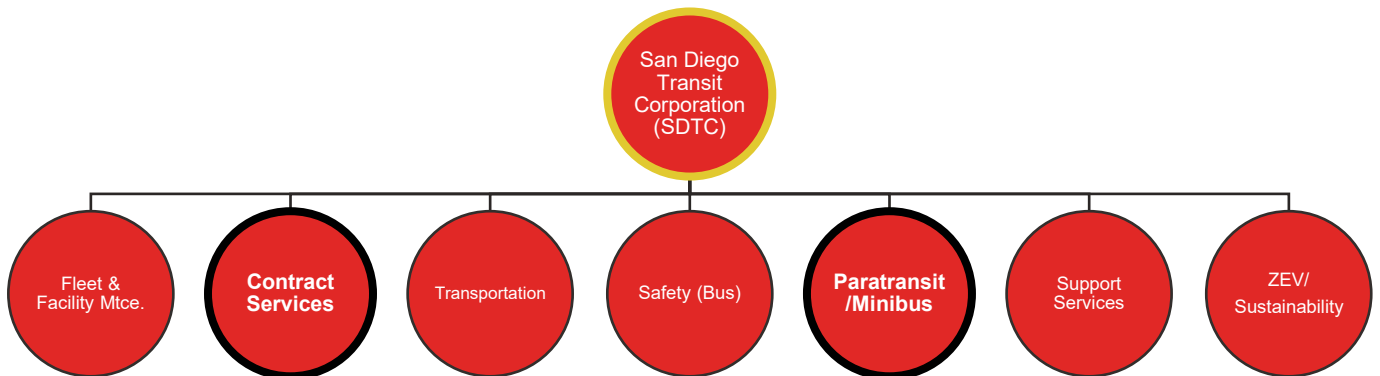 San Diego
Transit
Corporation
(SDTC)
Fleet &
Facility Mtce.
Contract
Services
Transportation
Safety (Bus)
Paratransit
/Minibus
Support
Services
ZEV/
Sustainability